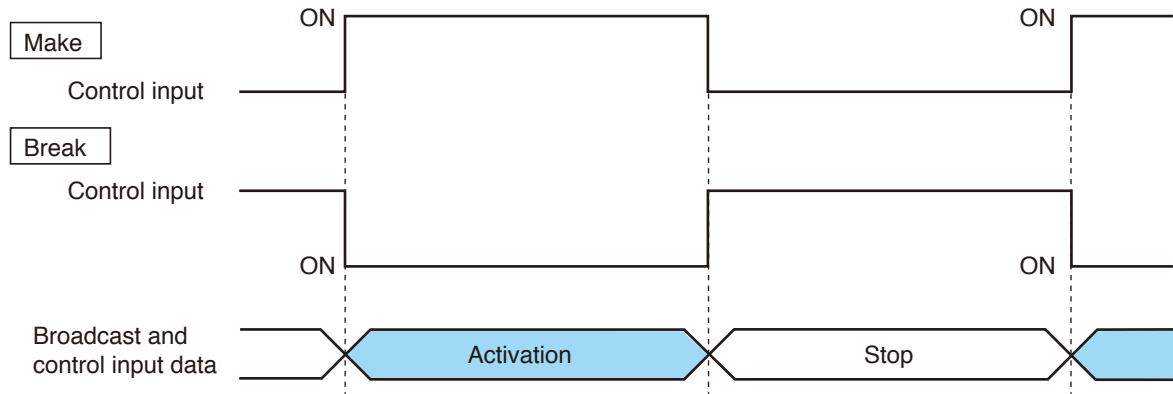 ON
ON
Make
Control input
Break
Control input
ON
ON
Broadcast and
control input data
Activation
Stop